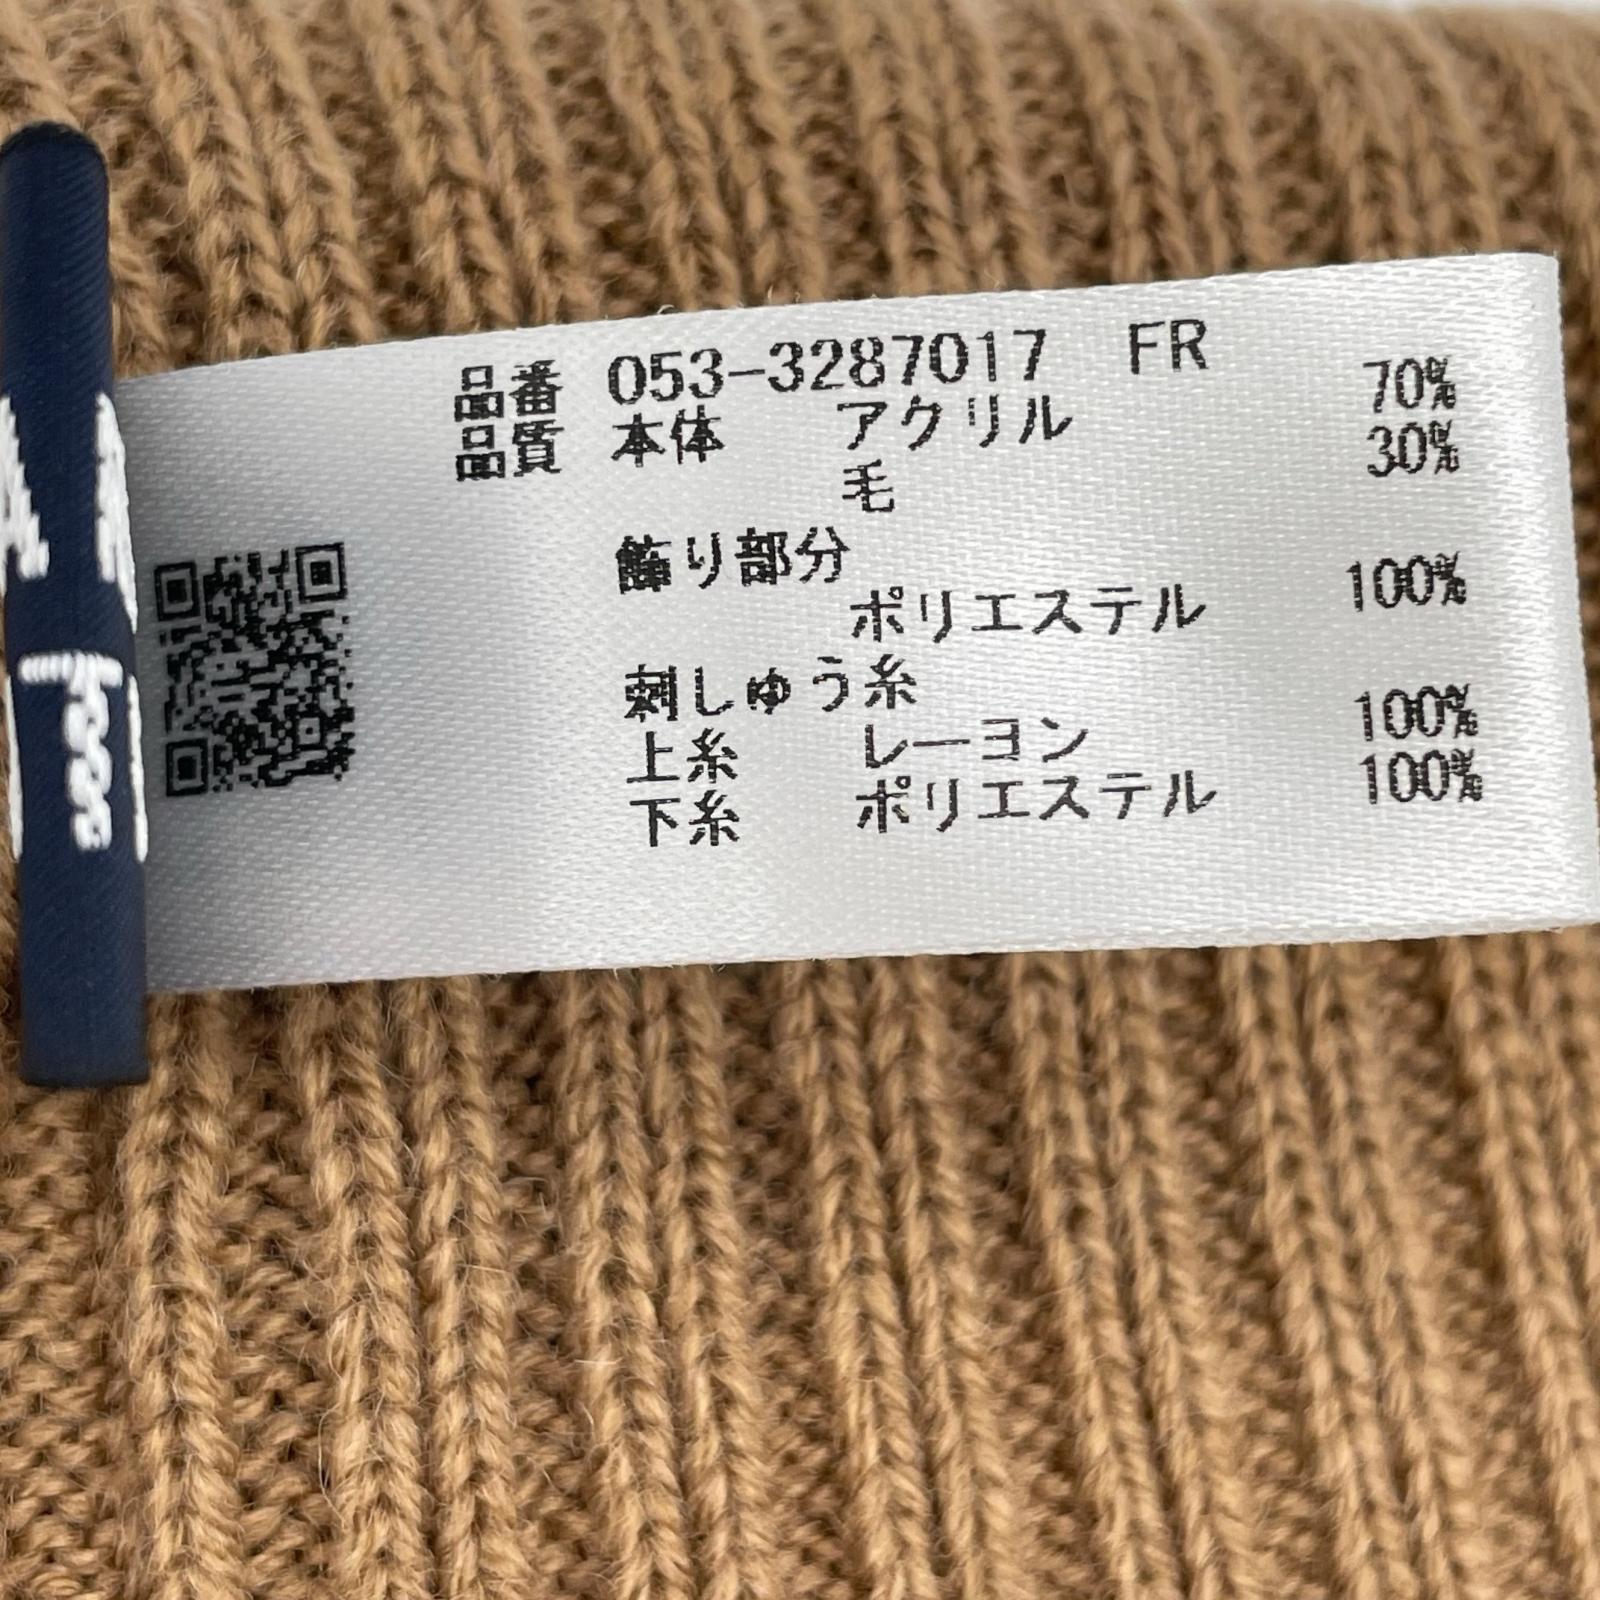 品番 053-3287017 FR
品質 本体 アクリル 70%
毛 30%
飾り部分
ポリエステル 100%
刺しゅう糸
上糸 レーヨン 100%
下糸 ポリエステル 100%